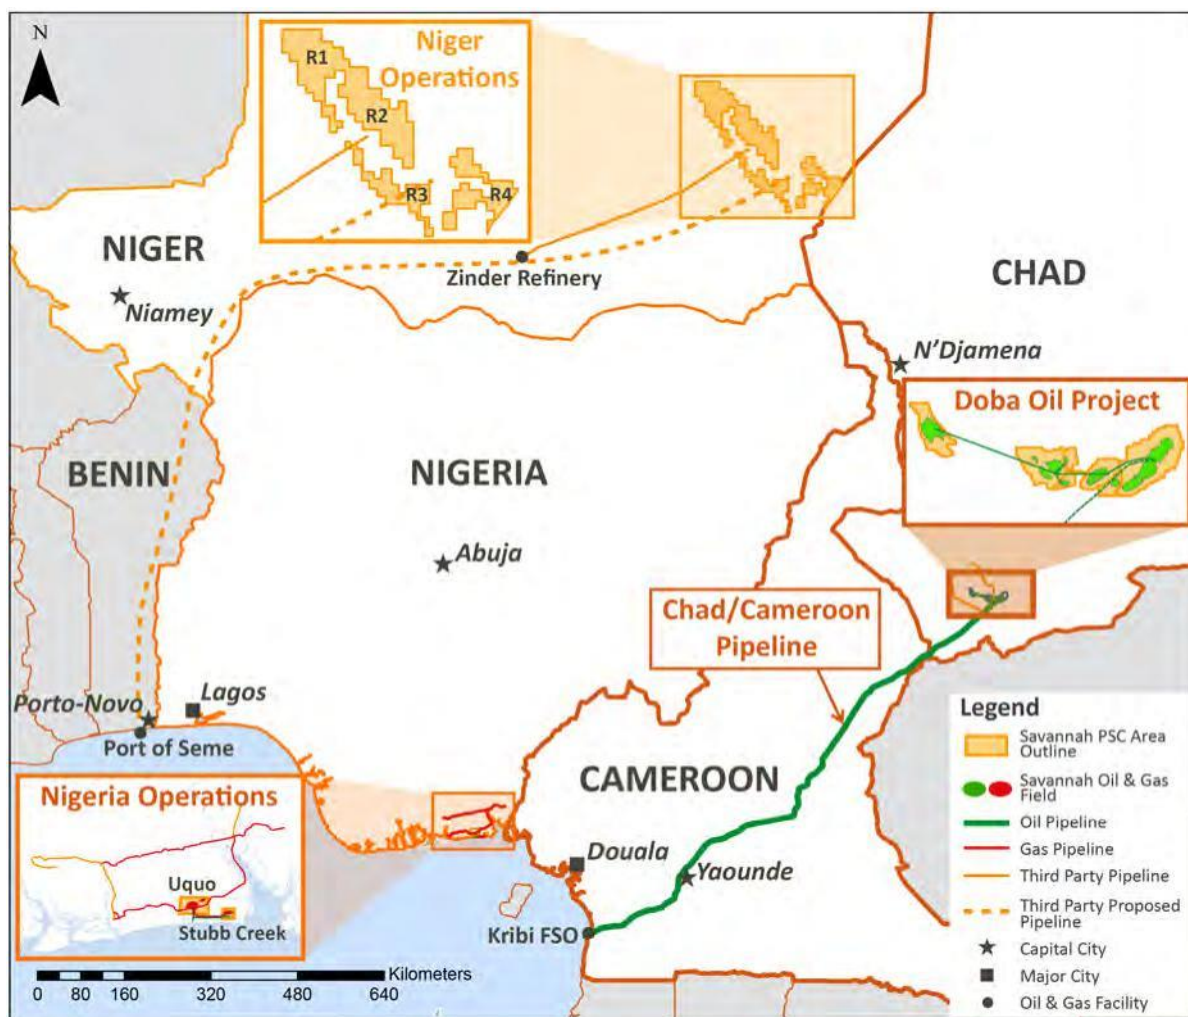 N
Niger
Operations
R1
R2
R3
R4
NIGER
Niamey
Zinder Refinery
CHAD
N'Djamena
Doba Oil Project
BENIN
NIGERIA
Abuja
Chad/Cameroon
Pipeline
Porto-Novo
Lagos
Port of Seme
CAMEROON
Nigeria Operations
Uquo
Stubb Creek
Douala
Yaounde
Kribi FSO
Kilometers
0 80 160 320 480 640
Legend
Savannah PSC Area
Outline
Savannah Oil & Gas
Field
Oil Pipeline
Gas Pipeline
Third Party Pipeline
Third Party Proposed
Pipeline
Capital City
Major City
Oil & Gas Facility